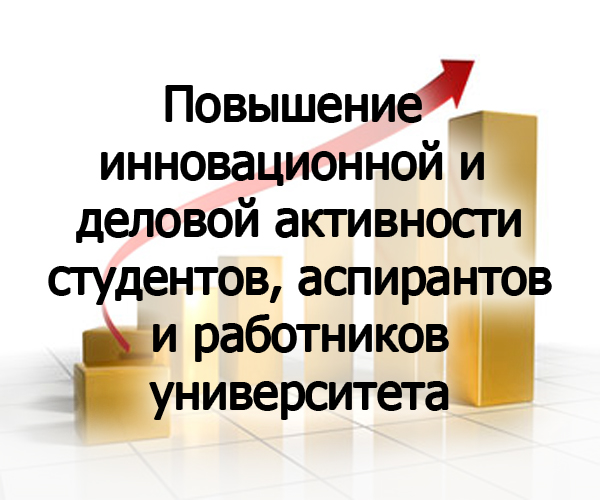 Повышение
инновационной и
деловой активности
студентов, аспирантов
и работников
университета